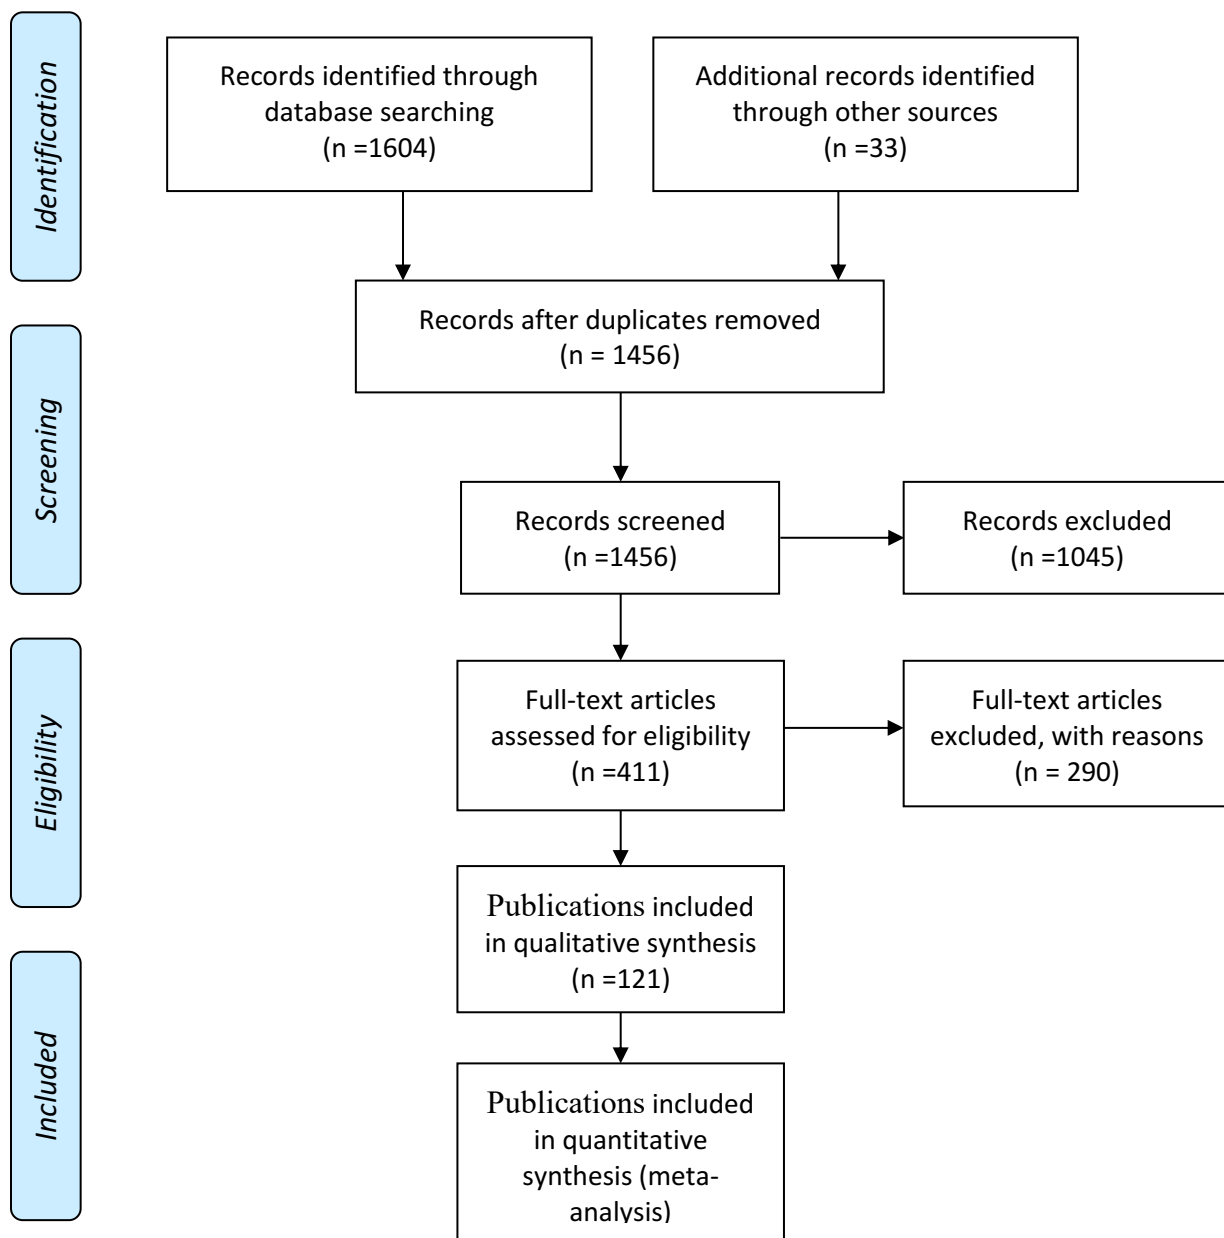 Identification
Records identified through
database searching
(n =1604)
Additional records identified
through other sources
(n =33)
Records after duplicates removed
(n = 1456)
Screening
Records screened
(n =1456)
Records excluded
(n =1045)
Eligibility
Full-text articles
assessed for eligibility
(n =411)
Full-text articles
excluded, with reasons
(n = 290)
Publications included
in qualitative synthesis
(n =121)
Included
Publications included
in quantitative
synthesis (meta-
analysis)